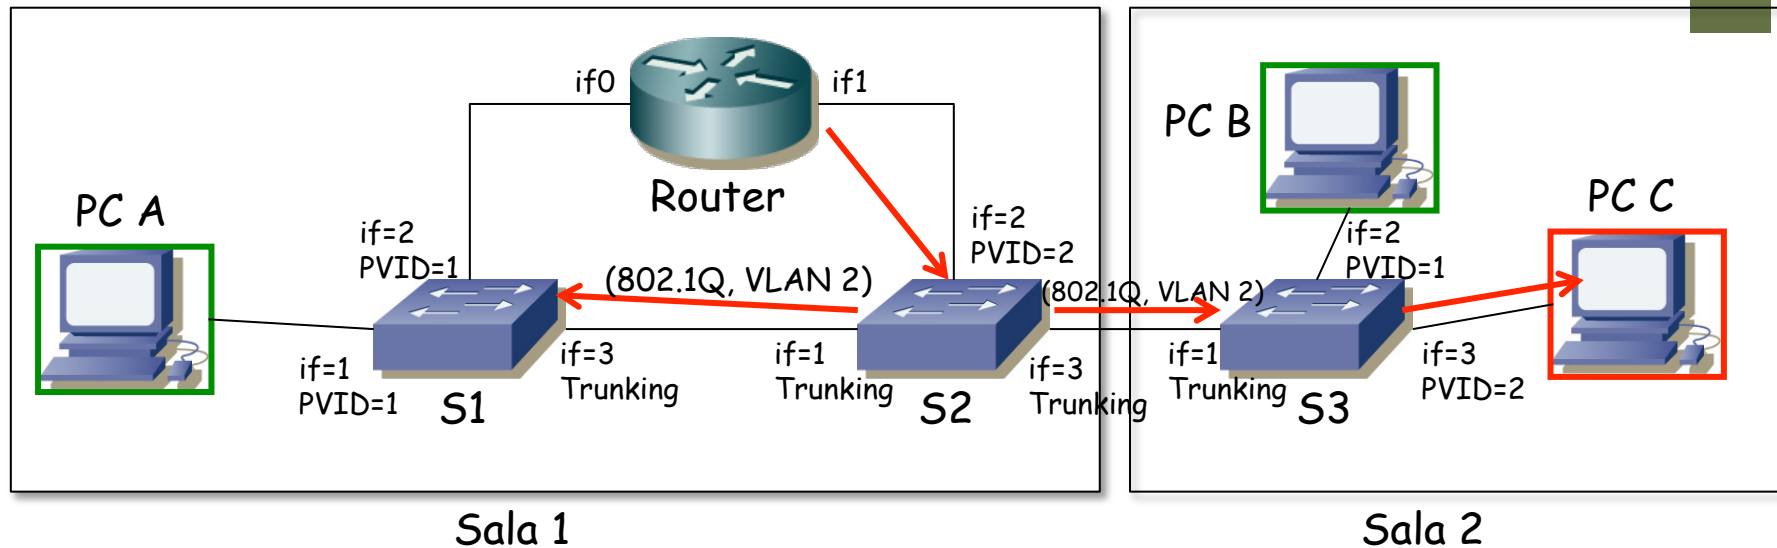 if0
if1
Router
PC A
if=2
PVID=1
if=1
PVID=1
S1
if=3
Trunking
(802.1Q, VLAN 2)
if=2
PVID=2
if=1
Trunking
S2
if=3
Trunking
(802.1Q, VLAN 2)
PC B
PC C
if=2
PVID=1
if=1
Trunking
S3
if=3
PVID=2
Sala 1
Sala 2